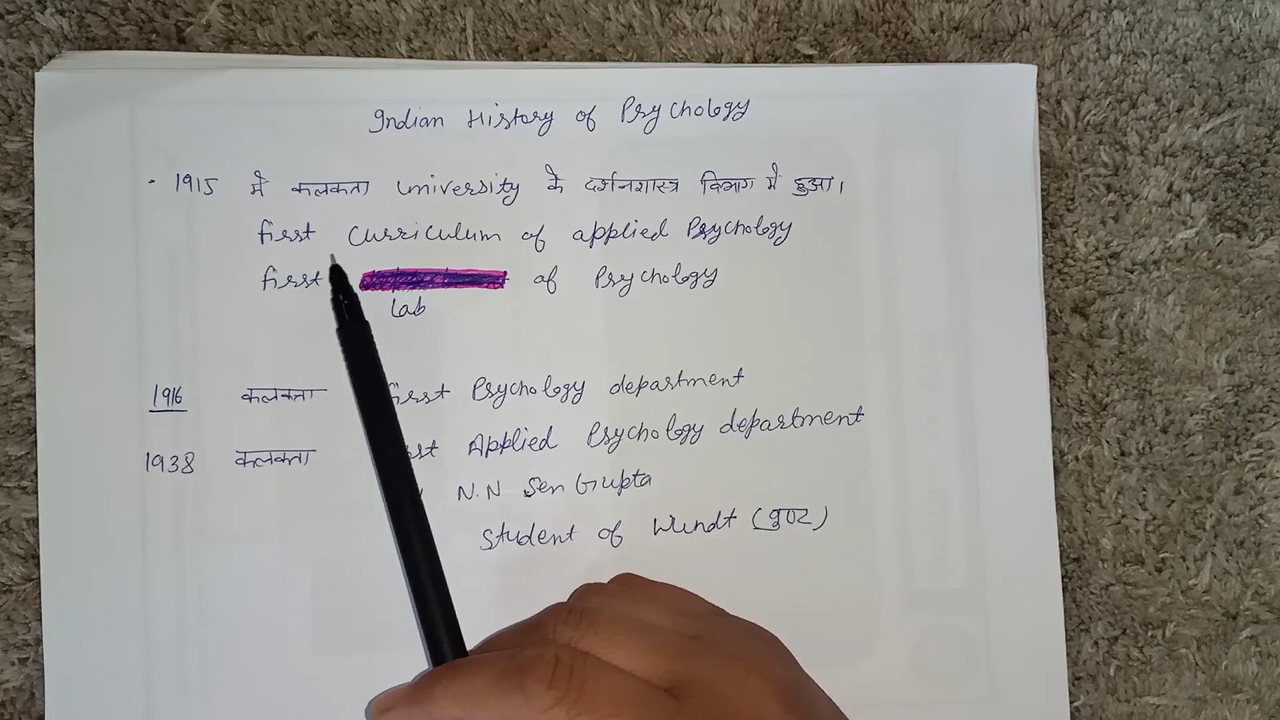 Indian History of Psychology
• 1915 में कलकता University के दर्शनशास्त्र विभाग में हुआ।
first curriculum of applied Psychology
first of Psychology
Lab
1916 कलकता first Psychology department
1938 कलकता Applied Psychology department
N.N Sen Gupta
Student of Wundt (वुण्ट)